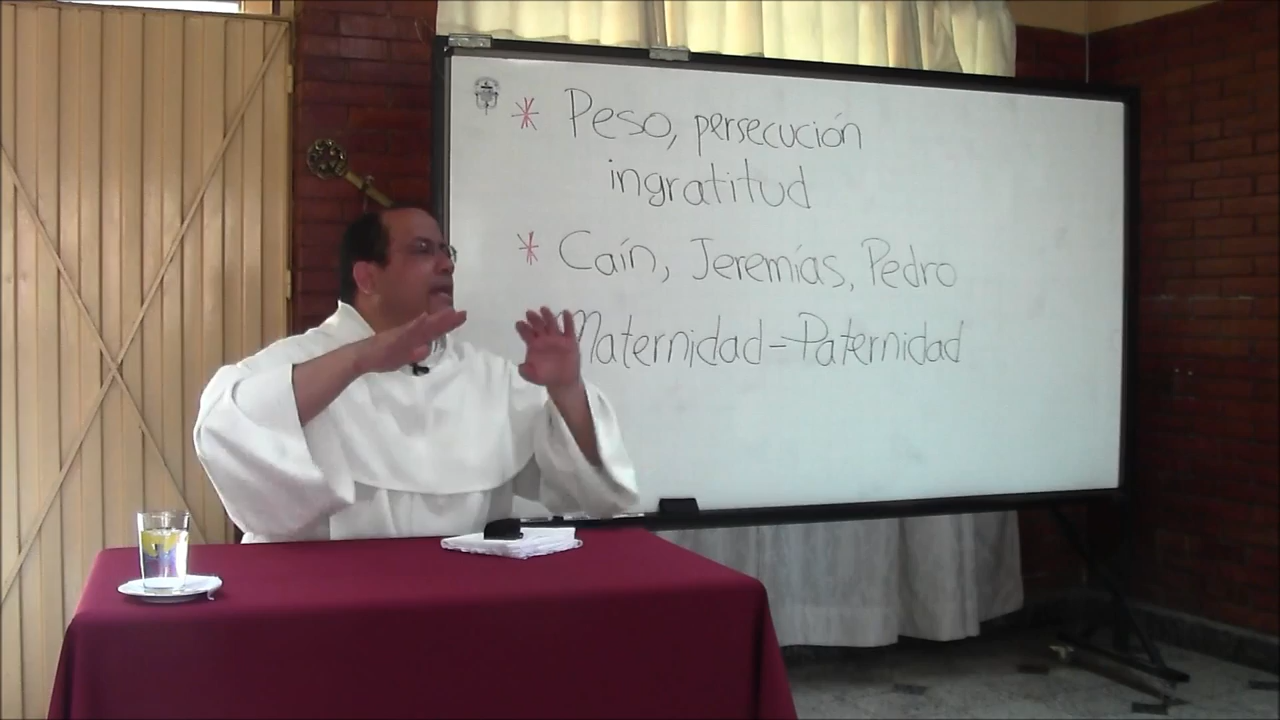 * Peso, persecución
ingratitud
* Caín, Jeremías, Pedro
Maternidad - Paternidad